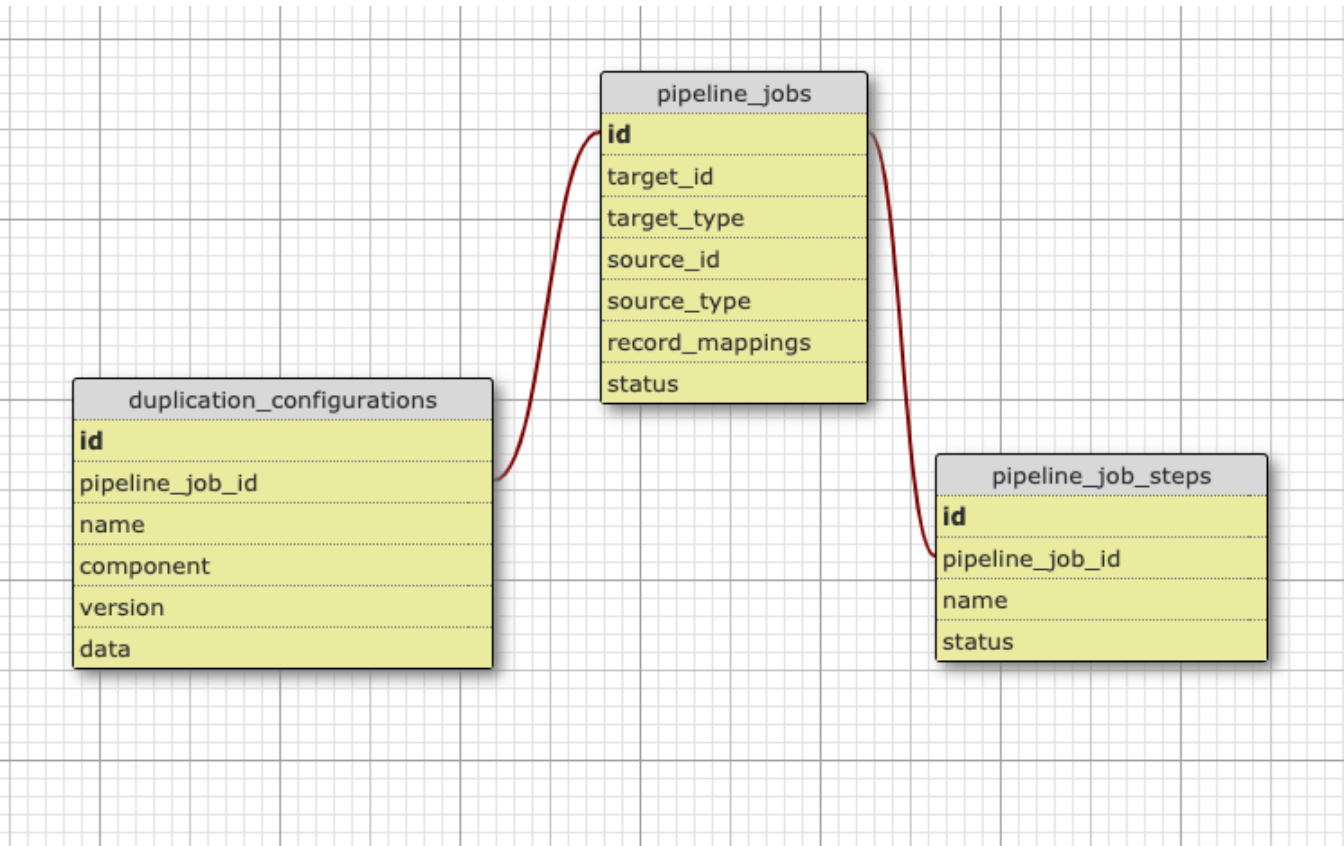 pipeline_jobs
id
target_id
target_type
source_id
source_type
record_mappings
status
duplication_configurations
id
pipeline_job_id
name
component
version
data
pipeline_job_steps
id
pipeline_job_id
name
status